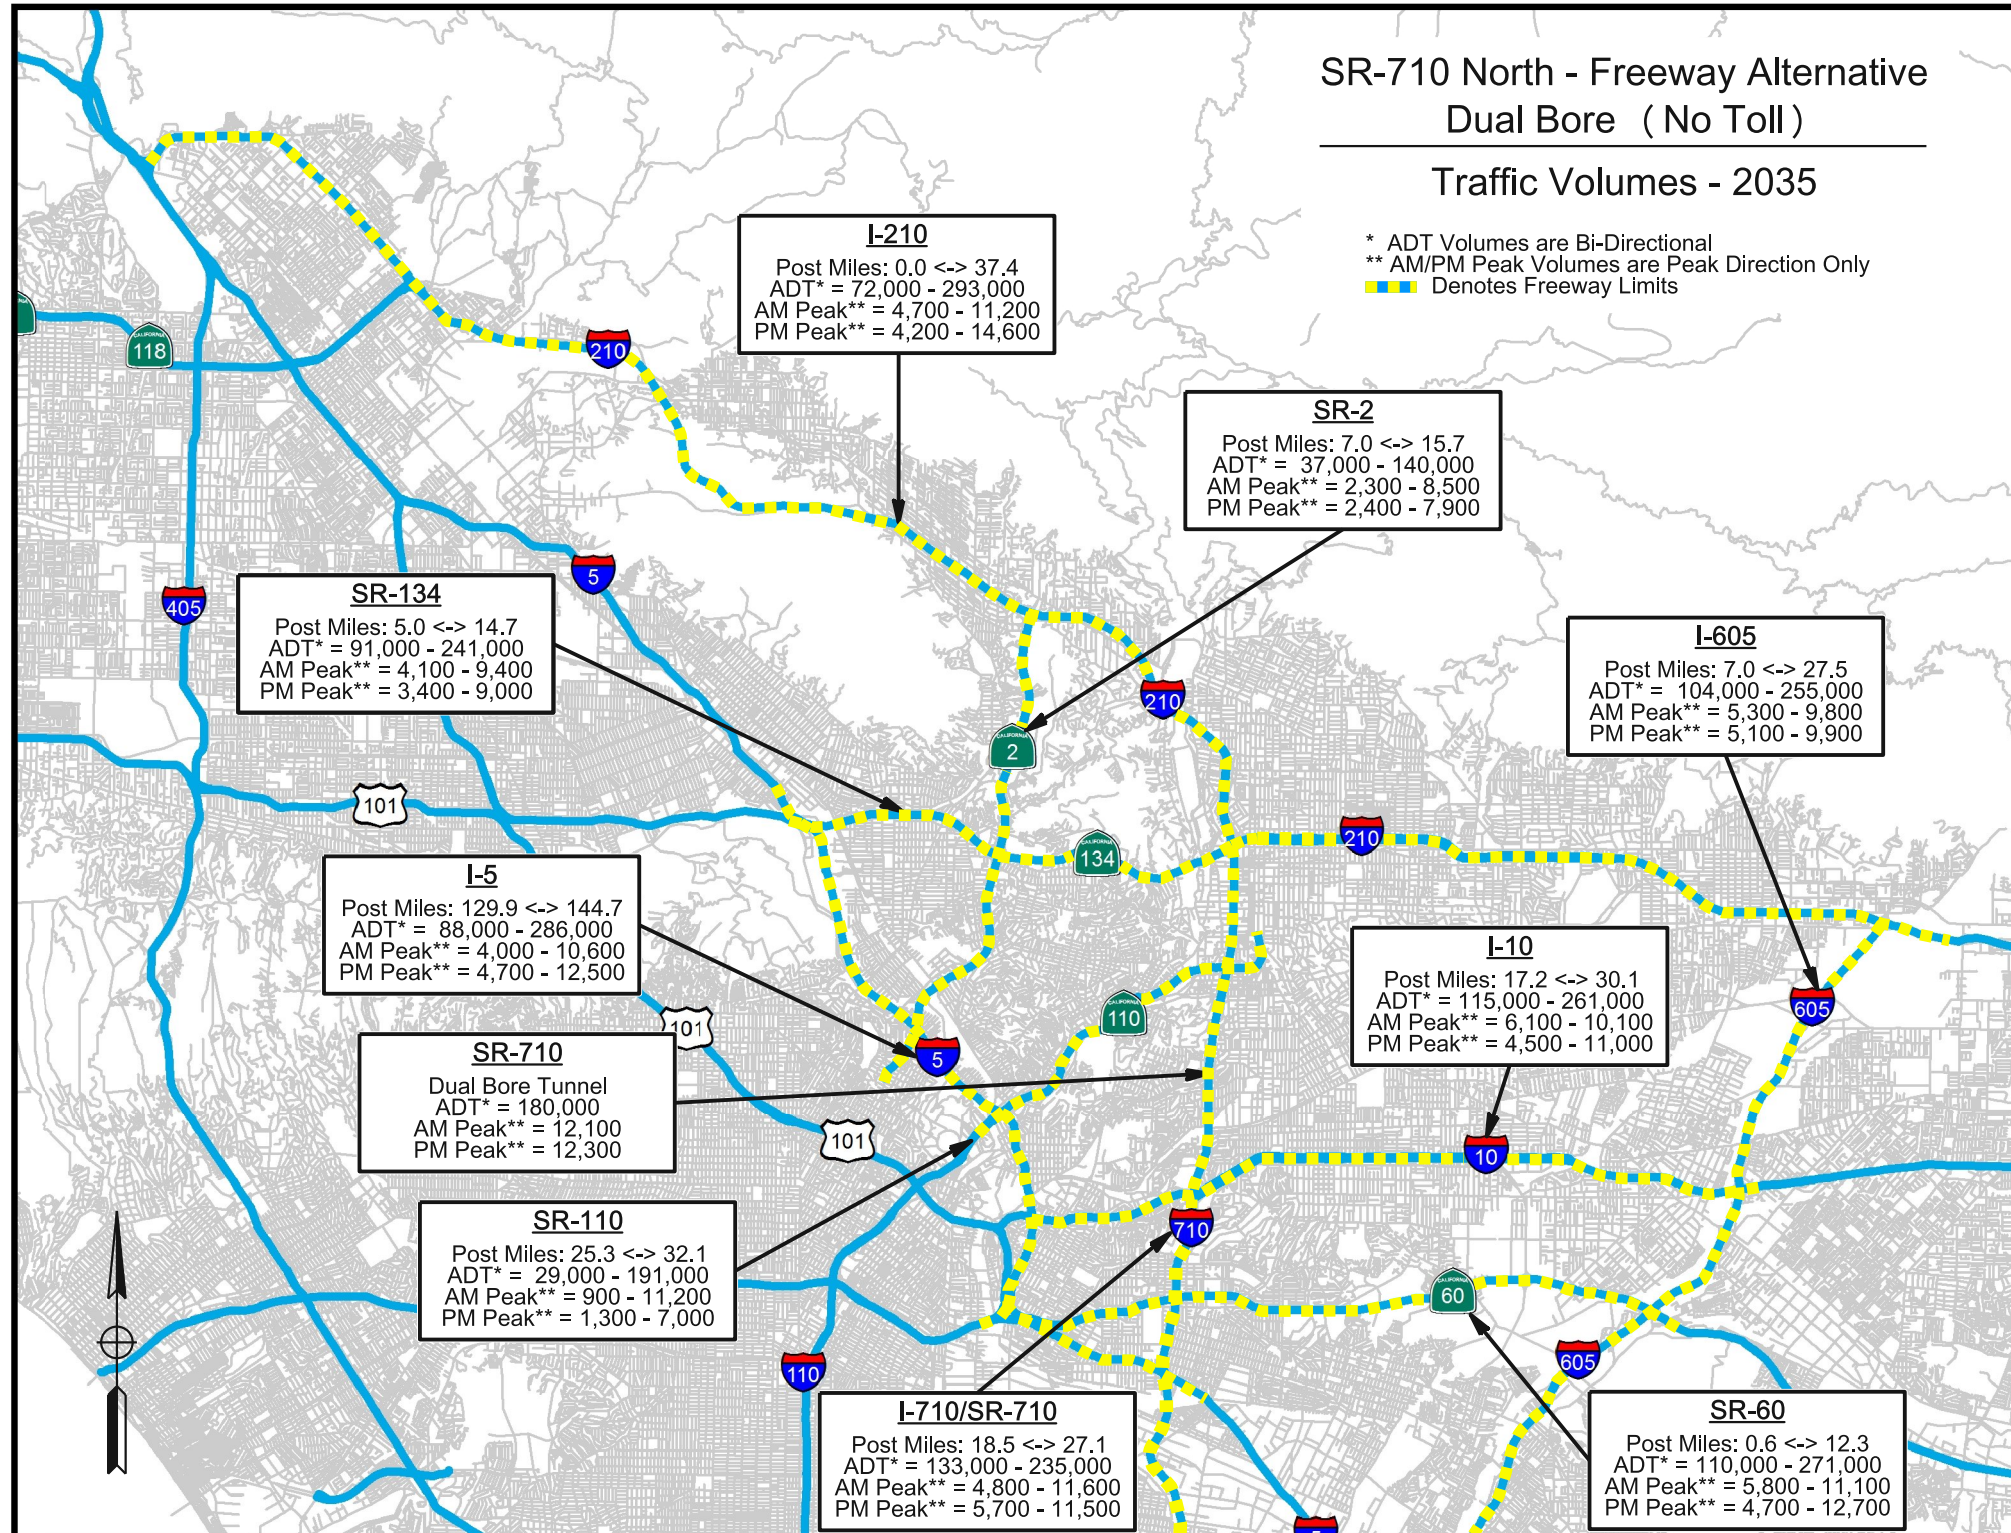 SR-710 North - Freeway Alternative
Dual Bore ( No Toll )
Traffic Volumes - 2035
* ADT Volumes are Bi-Directional
** AM/PM Peak Volumes are Peak Direction Only
Denotes Freeway Limits
I-210
Post Miles: 0.0 <-> 37.4
ADT* = 72,000 - 293,000
AM Peak** = 4,700 - 11,200
PM Peak** = 4,200 - 14,600
CALIFORNIA
118
210
SR-2
Post Miles: 7.0 <-> 15.7
ADT* = 37,000 - 140,000
AM Peak** = 2,300 - 8,500
PM Peak** = 2,400 - 7,900
5
405
SR-134
Post Miles: 5.0 <-> 14.7
ADT* = 91,000 - 241,000
AM Peak** = 4,100 - 9,400
PM Peak** = 3,400 - 9,000
I-605
Post Miles: 7.0 <-> 27.5
ADT* = 104,000 - 255,000
AM Peak** = 5,300 - 9,800
PM Peak** = 5,100 - 9,900
210
CALIFORNIA
2
101
210
CALIFORNIA
134
I-5
Post Miles: 129.9 <-> 144.7
ADT* = 88,000 - 286,000
AM Peak** = 4,000 - 10,600
PM Peak** = 4,700 - 12,500
I-10
Post Miles: 17.2 <-> 30.1
ADT* = 115,000 - 261,000
AM Peak** = 6,100 - 10,100
PM Peak** = 4,500 - 11,000
605
CALIFORNIA
110
101
5
SR-710
Dual Bore Tunnel
ADT* = 180,000
AM Peak** = 12,100
PM Peak** = 12,300
101
10
SR-110
Post Miles: 25.3 <-> 32.1
ADT* = 29,000 - 191,000
AM Peak** = 900 - 11,200
PM Peak** = 1,300 - 7,000
710
CALIFORNIA
60
110
605
I-710/SR-710
Post Miles: 18.5 <-> 27.1
ADT* = 133,000 - 235,000
AM Peak** = 4,800 - 11,600
PM Peak** = 5,700 - 11,500
SR-60
Post Miles: 0.6 <-> 12.3
ADT* = 110,000 - 271,000
AM Peak** = 5,800 - 11,100
PM Peak** = 4,700 - 12,700